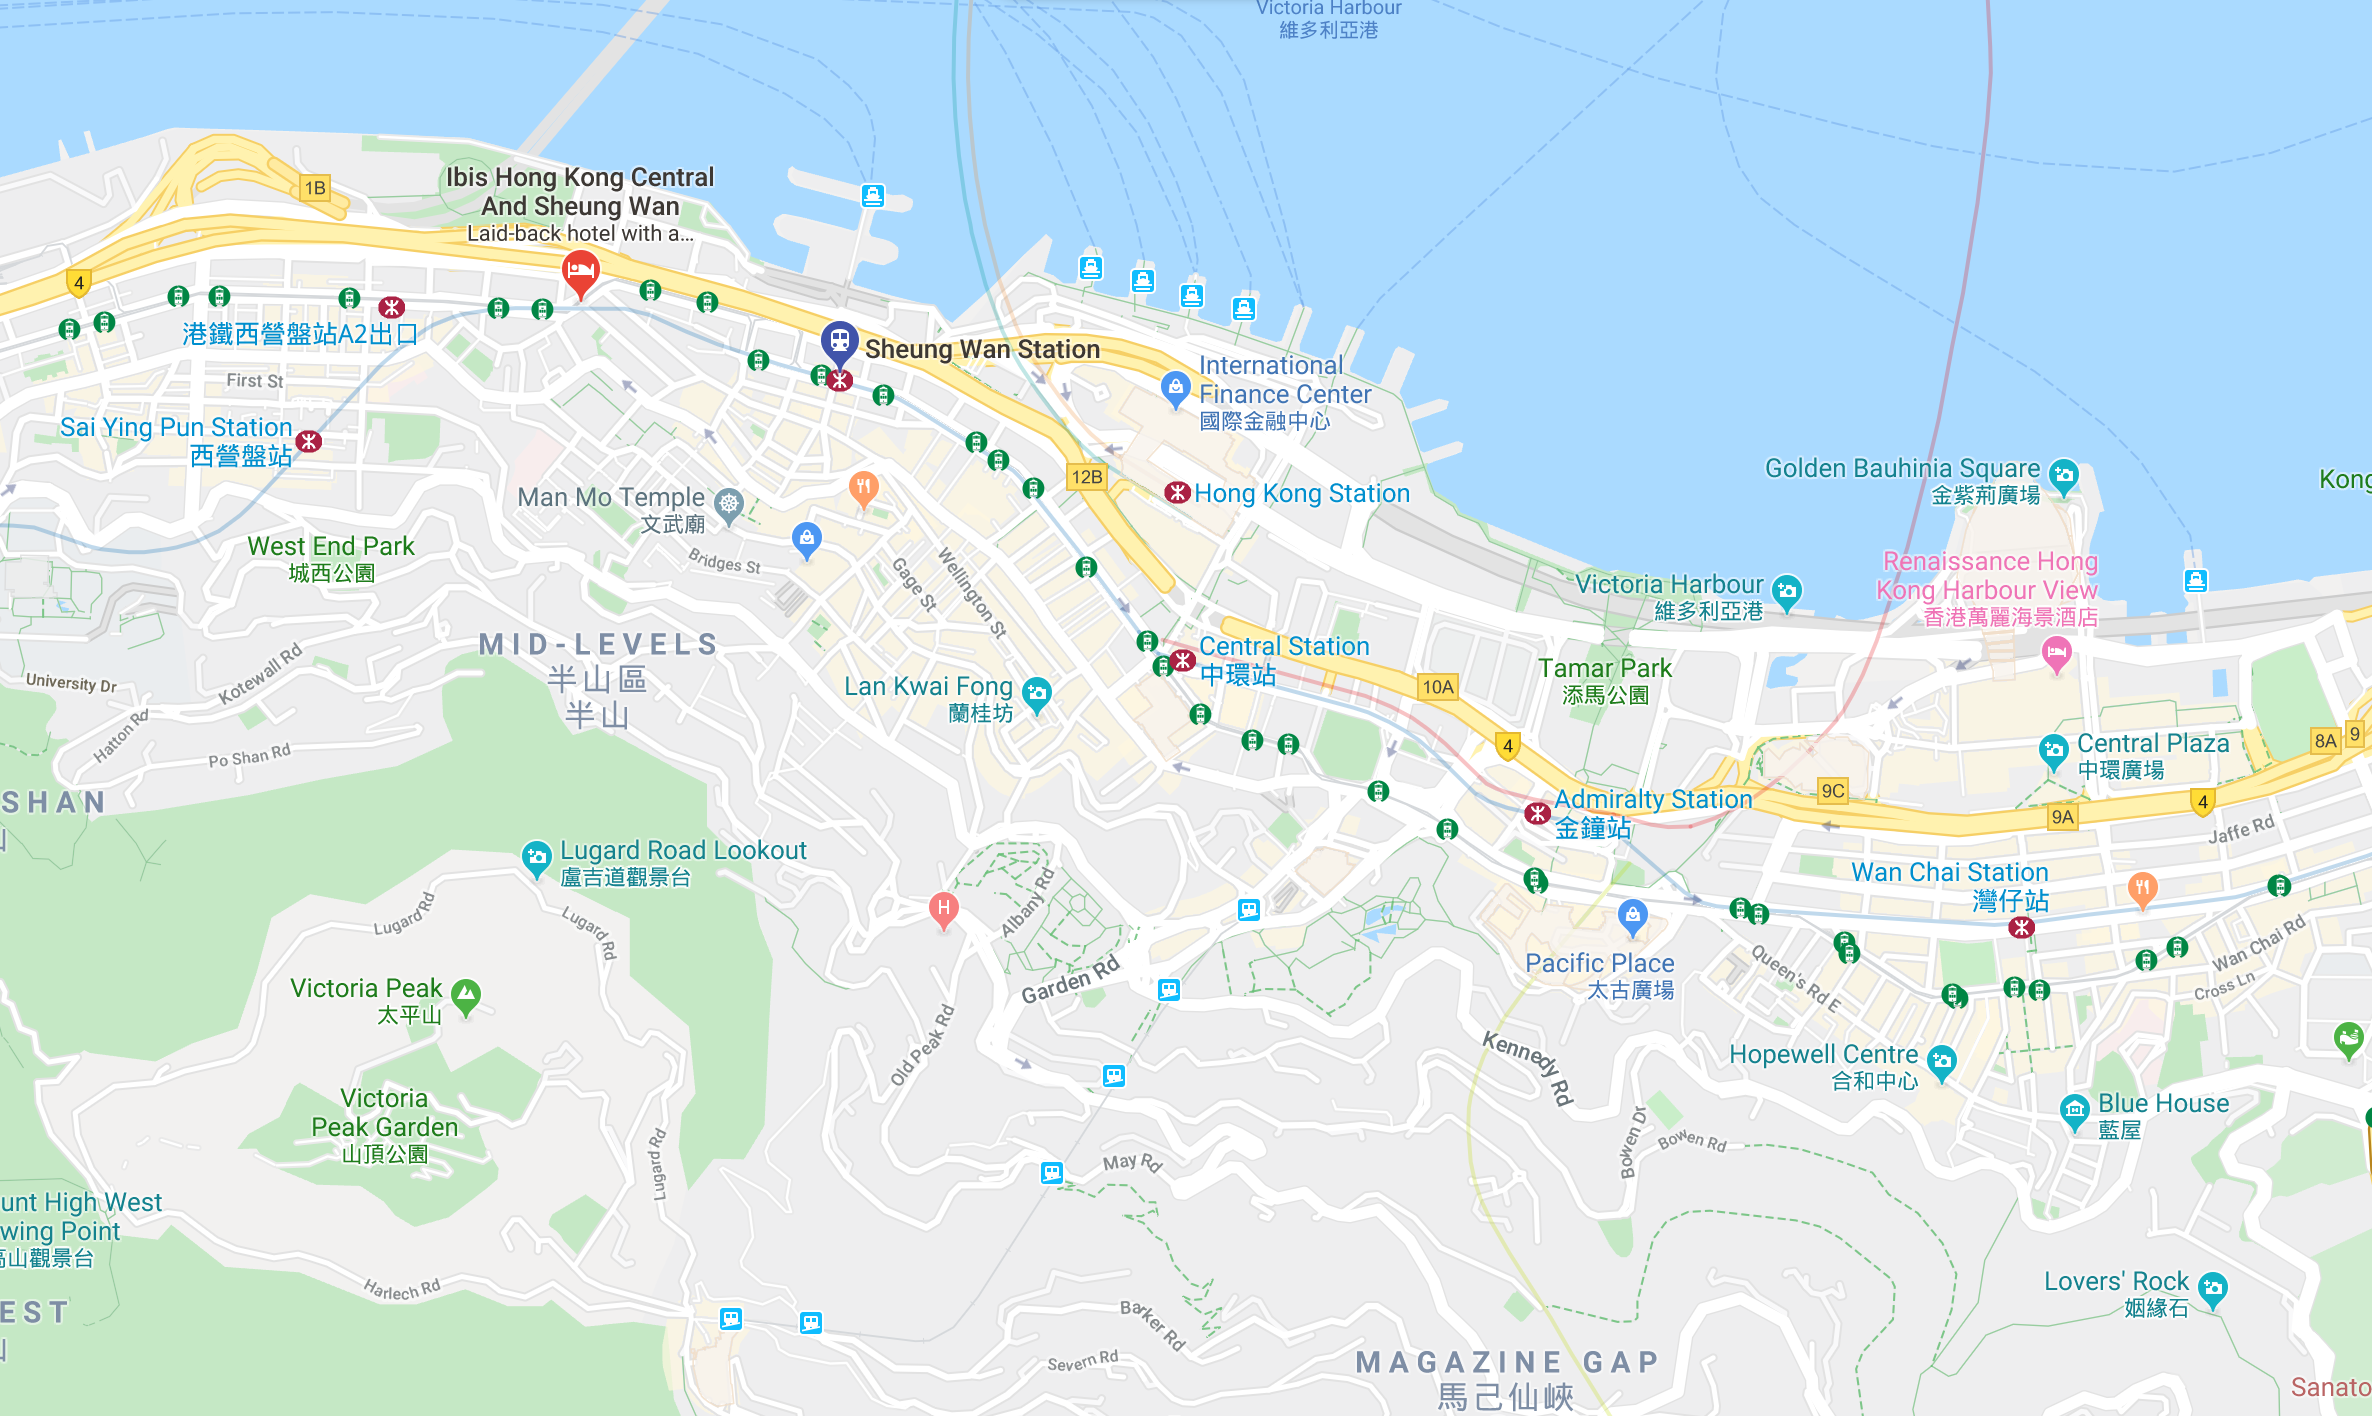 Victoria Harbour
維多利亞港
1B
Ibis Hong Kong Central
And Sheung Wan
Laid-back hotel with a...
4
港鐵西營盤站A2出口
Sheung Wan Station
First St
International
Finance Center
國際金融中心
Sai Ying Pun Station
西營盤站
12B
Hong Kong Station
Golden Bauhinia Square
金紫荊廣場
Kong
Man Mo Temple
文武廟
West End Park
城西公園
Bridges St
Gage St
Wellington St
Victoria Harbour
維多利亞港
Renaissance Hong
Kong Harbour View
香港萬麗海景酒店
MID-LEVELS
半山區
半山
Central Station
中環站
Tamar Park
添馬公園
10A
University Dr
Kotewall Rd
Hatton Rd
Po Shan Rd
Lan Kwai Fong
蘭桂坊
4
Central Plaza
中環廣場
8A
9
SHAN
山
Admiralty Station
金鐘站
9C
9A
4
Jaffe Rd
Lugard Road Lookout
盧吉道觀景台
Lugard Rd
Lugard Rd
H
Albany Rd
Wan Chai Station
灣仔站
Wan Chai Rd
Cross Ln
Garden Rd
Pacific Place
太古廣場
Queen's Rd E
Victoria Peak
太平山
Old Peak Rd
Kennedy Rd
Hopewell Centre
合和中心
Victoria
Peak Garden
山頂公園
Lugard Rd
May Rd
Bowen Dr
Bowen Rd
Blue House
藍屋
unt High West
wing Point
高山觀景台
Harlech Rd
Barker Rd
Severn Rd
Lovers' Rock
姻緣石
EST
山
MAGAZINE GAP
馬己仙峽
Sanato